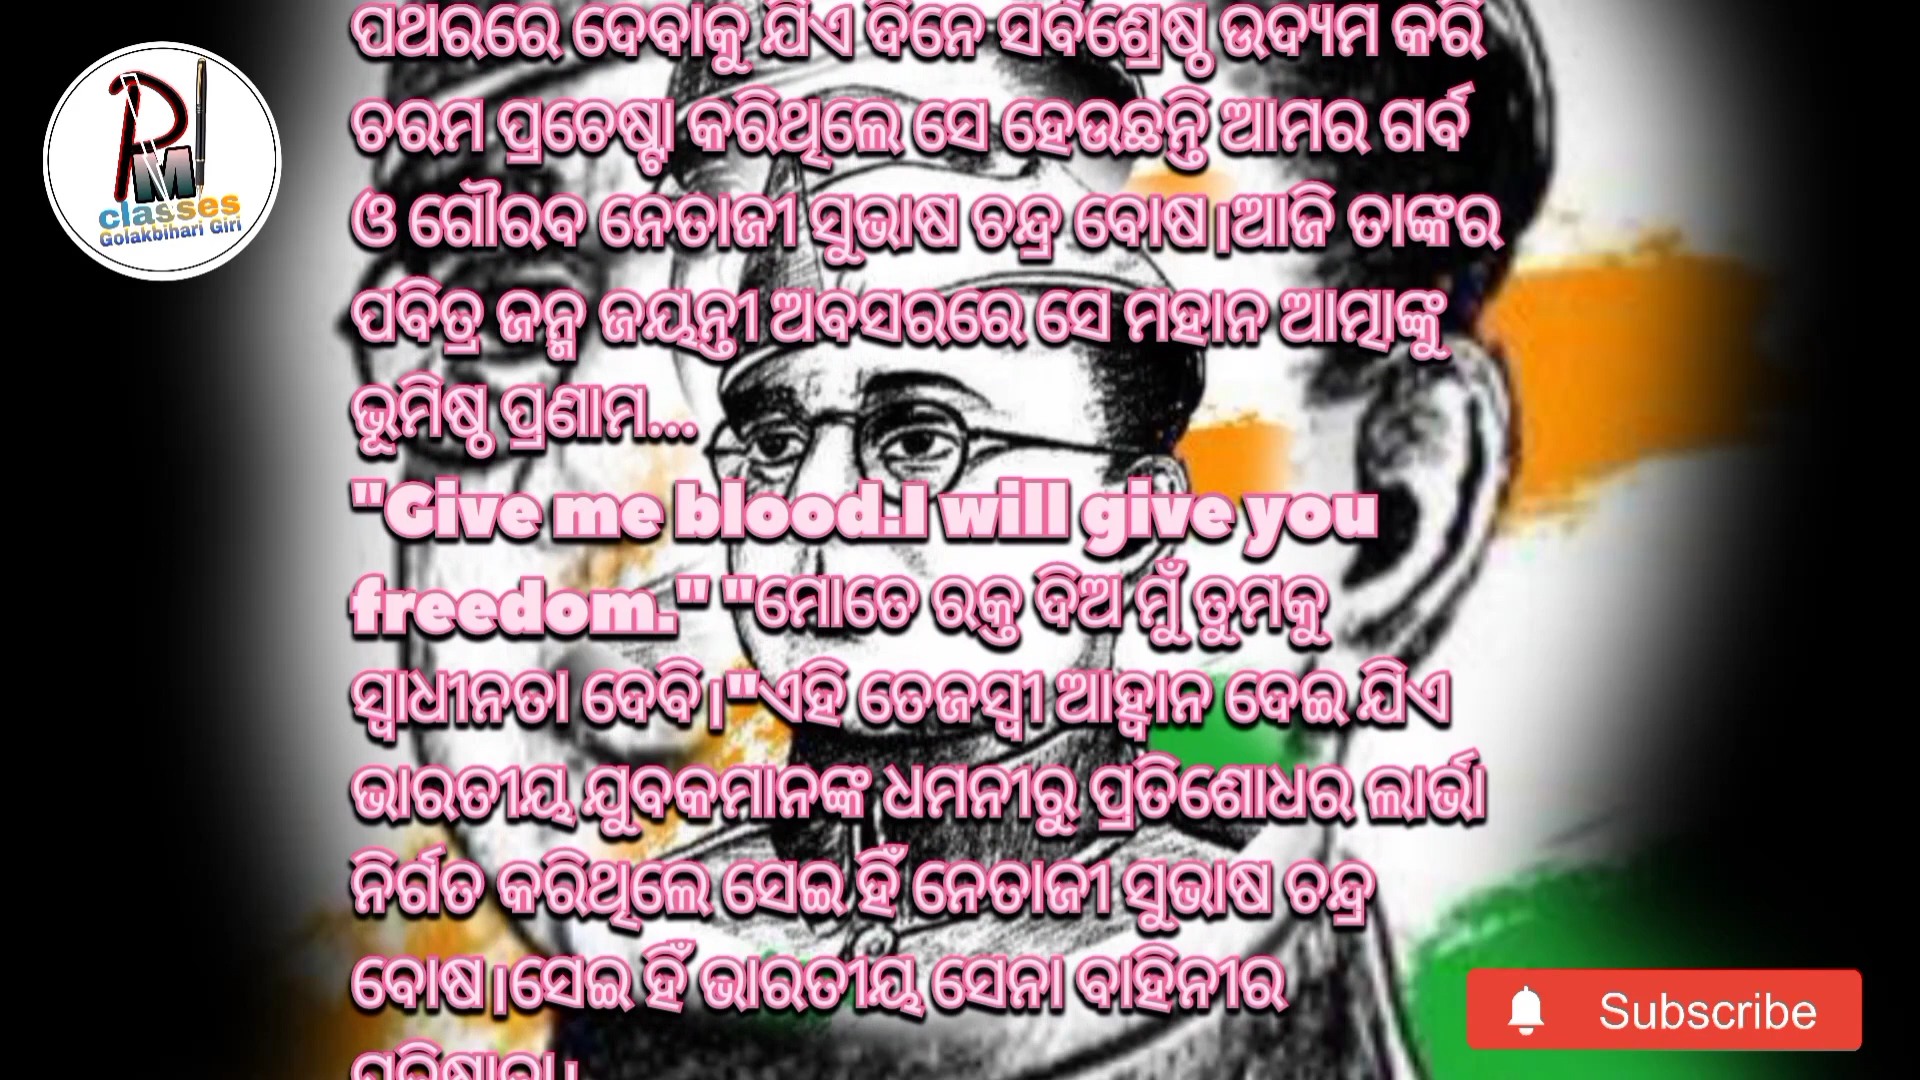 ପଥରରେ ଦେବାକୁ ଯିଏ ଦିନେ ସର୍ବଶ୍ରେଷ୍ଠ ଉଦ୍ୟମ କରି
ଚରମ ପ୍ରଚେଷ୍ଟା କରିଥିଲେ ସେ ହେଉଛନ୍ତି ଆମର ଗର୍ବ
ଓ ଗୌରବ ନେତାଜୀ ସୁଭାଷ ଚନ୍ଦ୍ର ବୋଷ।ଆଜି ତାଙ୍କର
ପବିତ୍ର ଜନ୍ମ ଜୟନ୍ତୀ ଅବସରରେ ସେ ମହାନ ଆତ୍ମାଙ୍କୁ
ଭୂମିଷ୍ଠ ପ୍ରଣାମ...
"Give me blood.I will give you
freedom." "ମୋତେ ରକ୍ତ ଦିଅ ମୁଁ ତୁମକୁ
ସ୍ୱାଧୀନତା ଦେବି।"ଏହି ତେଜସ୍ୱୀ ଆହ୍ୱାନ ଦେଇ ଯିଏ
ଭାରତୀୟ ଯୁବକମାନଙ୍କ ଧମନୀରୁ ପ୍ରତିଶୋଧର ଲାର୍ଭା
ନିର୍ଗତ କରିଥିଲେ ସେଇ ହିଁ ନେତାଜୀ ସୁଭାଷ ଚନ୍ଦ୍ର
ବୋଷ।ସେଇ ହିଁ ଭାରତୀୟ ସେନା ବାହିନୀର
PM
classes
Golakbihari Giri
Subscribe